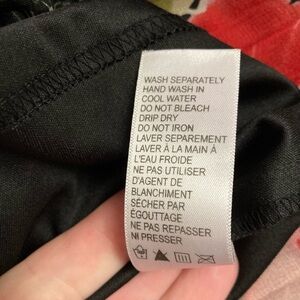 WASH SEPARATELY
HAND WASH IN
COOL WATER
DO NOT BLEACH
DRIP DRY
DO NOT IRON
LAVER SEPAREMENT
LAVER À LA MAIN À
L'EAU FROIDE
NE PAS UTILISER
D'AGENT DE
BLANCHIMENT
SÉCHER PAR
ÉGOUTTAGE
NE PAS REPASSER
NI PRESSER